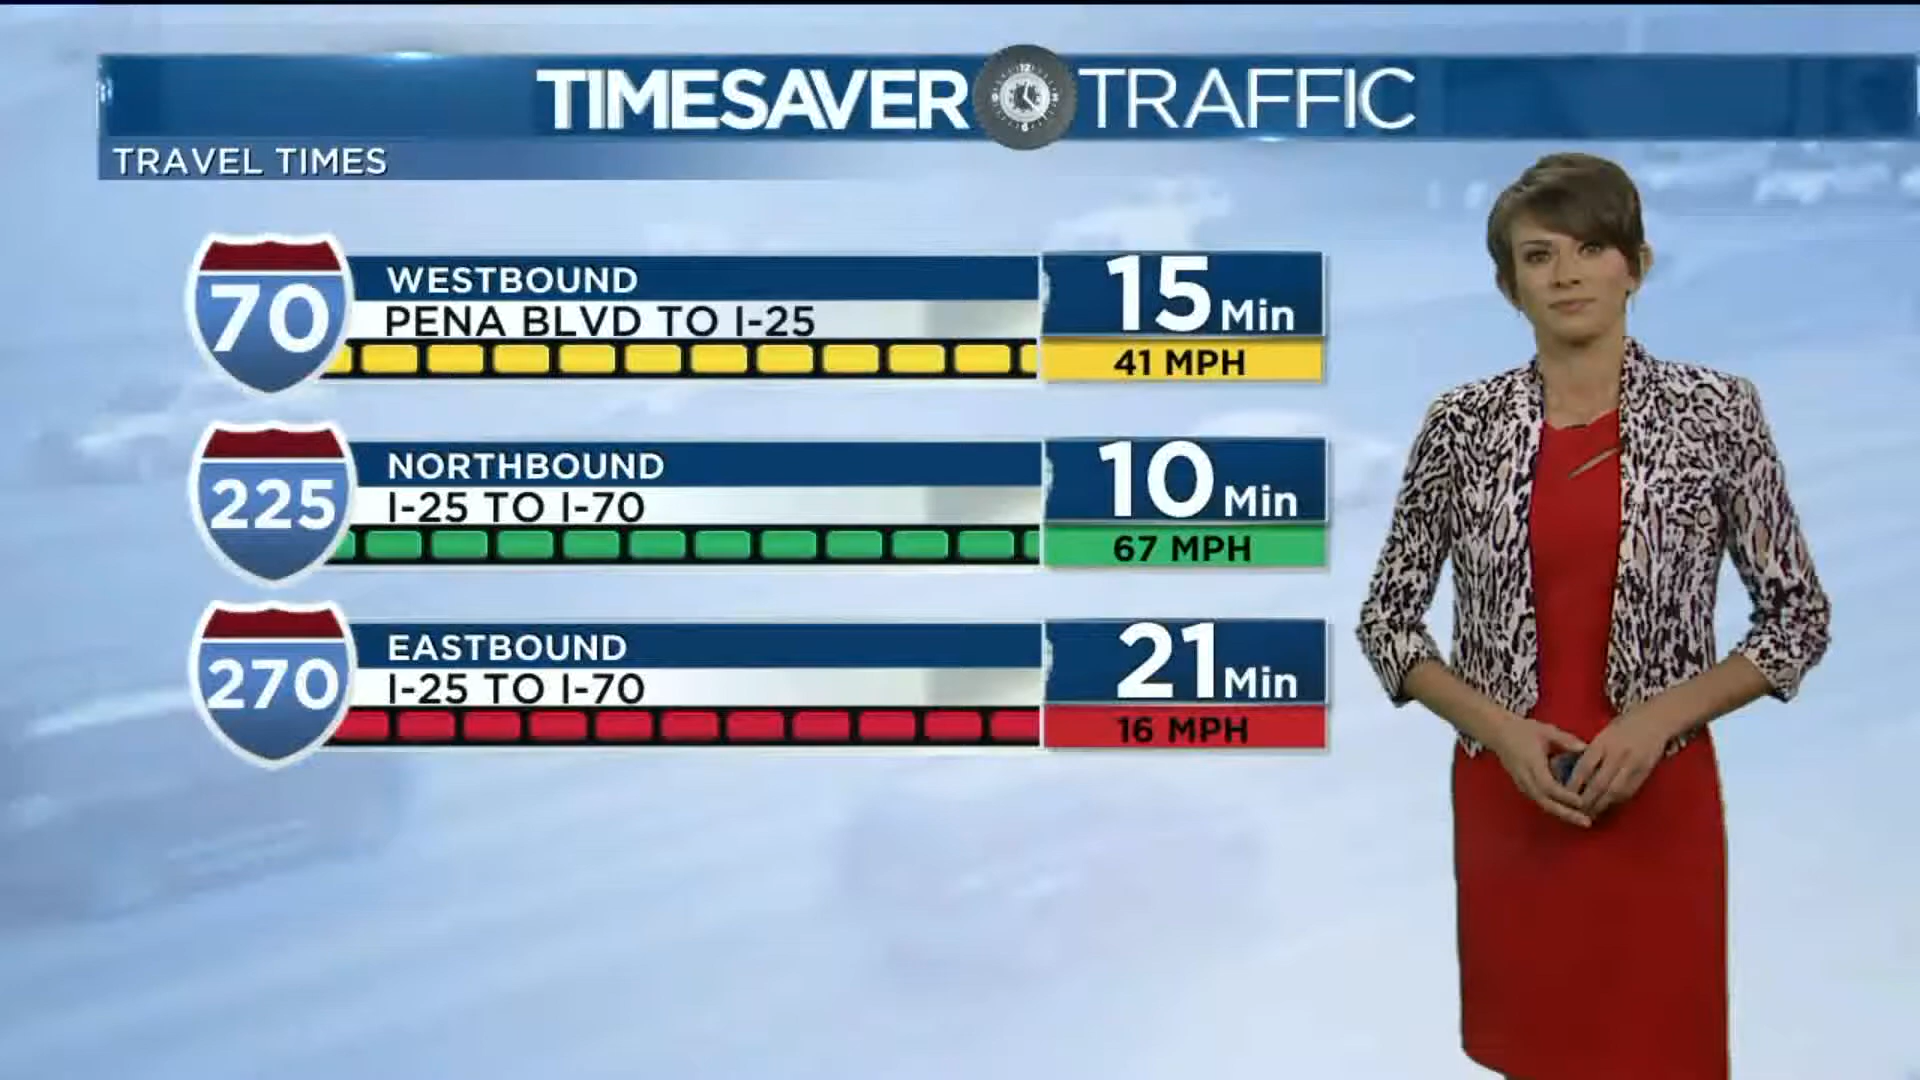 TIMESAVER TRAFFIC
TRAVEL TIMES
70
WESTBOUND
PENA BLVD TO I-25
15 Min
41 MPH
225
NORTHBOUND
I-25 TO I-70
10 Min
67 MPH
270
EASTBOUND
I-25 TO I-70
21 Min
16 MPH